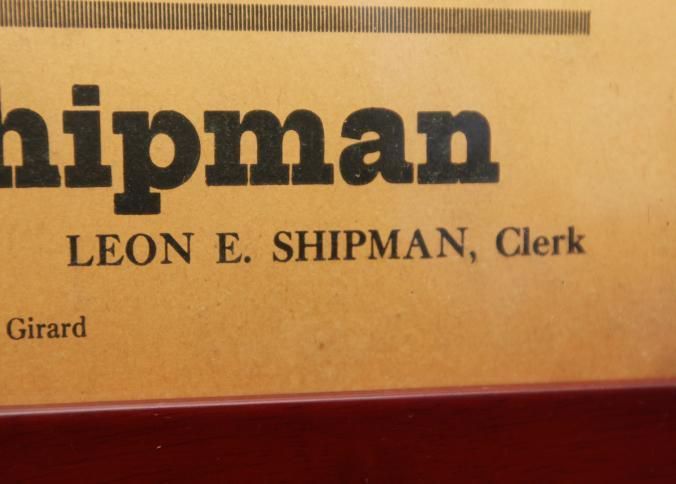 hipman
LEON E. SHIPMAN, Clerk
Girard